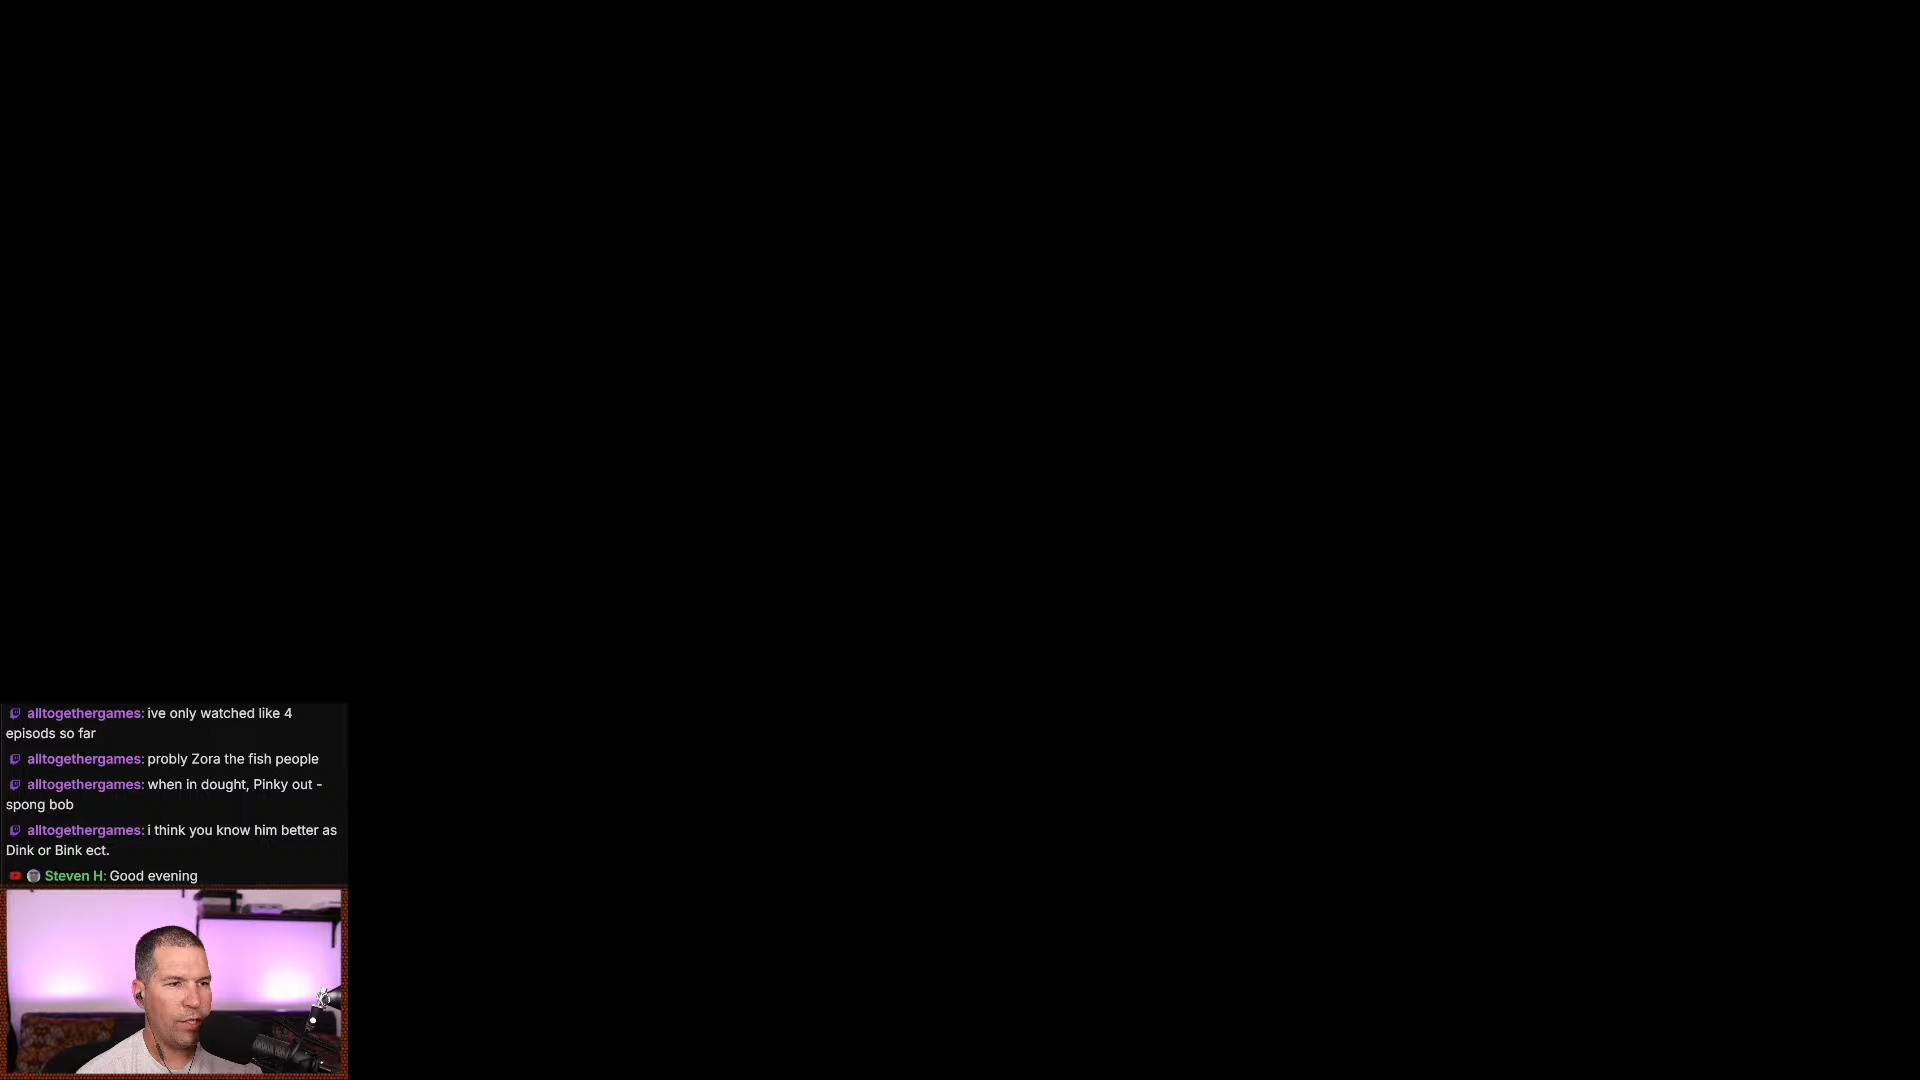 alltogethergames: ive only watched like 4
episods so far
alltogethergames: probly Zora the fish people
alltogethergames: when in dought, Pinky out -
spong bob
alltogethergames: i think you know him better as
Dink or Bink ect.
Steven H: Good evening